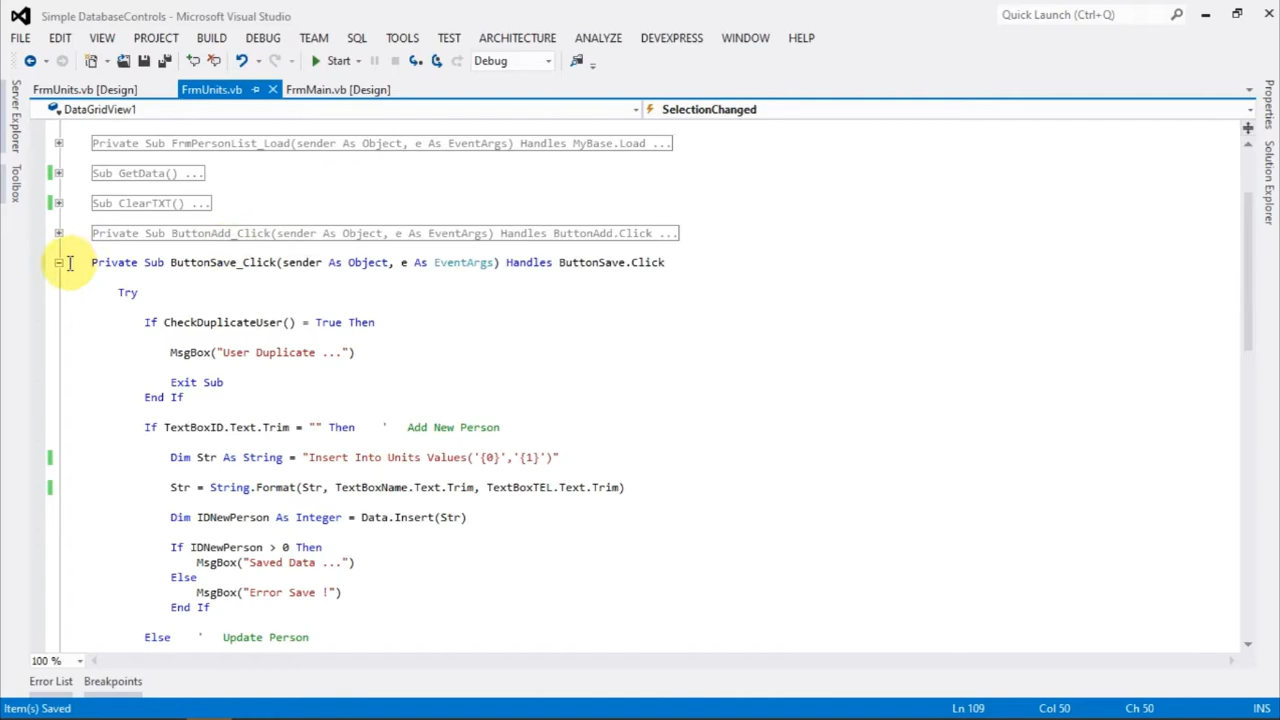 Simple DatabaseControls - Microsoft Visual Studio
Quick Launch (Ctrl+Q)
FILE EDIT VIEW PROJECT BUILD DEBUG TEAM SQL TOOLS TEST ARCHITECTURE ANALYZE DEVEXPRESS WINDOW HELP
Start Debug
FrmUnits.vb [Design] FrmUnits.vb FrmMain.vb [Design]
DataGridView1 SelectionChanged
Server Explorer
Toolbox
Properties
Solution Explorer
Private Sub FrmPersonList_Load(sender As Object, e As EventArgs) Handles MyBase.Load ...
Sub GetData() ...
Sub ClearTXT() ...
Private Sub ButtonAdd_Click(sender As Object, e As EventArgs) Handles ButtonAdd.Click ...
Private Sub ButtonSave_Click(sender As Object, e As EventArgs) Handles ButtonSave.Click
Try
If CheckDuplicateUser() = True Then
MsgBox("User Duplicate ...")
Exit Sub
End If
If TextBoxID.Text.Trim = "" Then ' Add New Person
Dim Str As String = "Insert Into Units Values('{0}','{1}')"
Str = String.Format(Str, TextBoxName.Text.Trim, TextBoxTEL.Text.Trim)
Dim IDNewPerson As Integer = Data.Insert(Str)
If IDNewPerson > 0 Then
MsgBox("Saved Data ...")
Else
MsgBox("Error Save !")
End If
Else ' Update Person
100 %
Error List Breakpoints
Item(s) Saved Ln 109 Col 50 Ch 50 INS